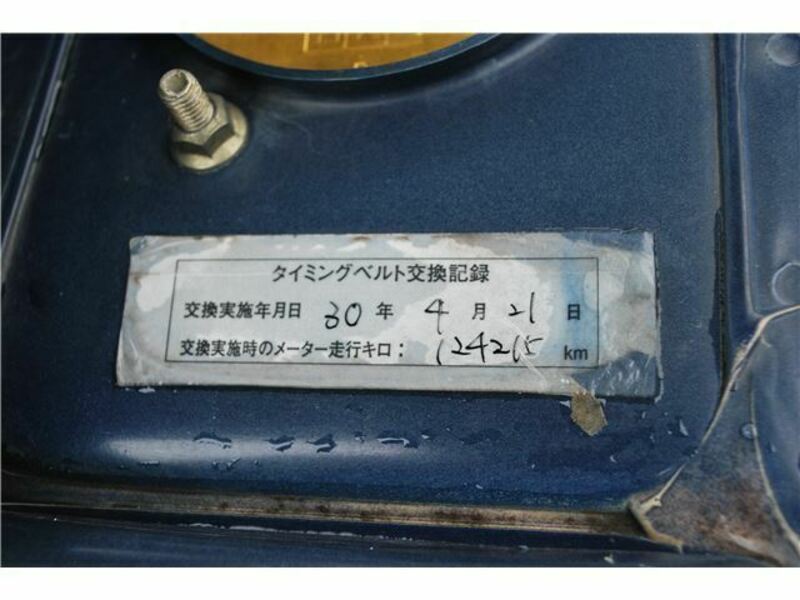 タイミングベルト交換記録
交換実施年月日 30 年 4 月 21 日
交換実施時のメーター走行キロ： 124215 km